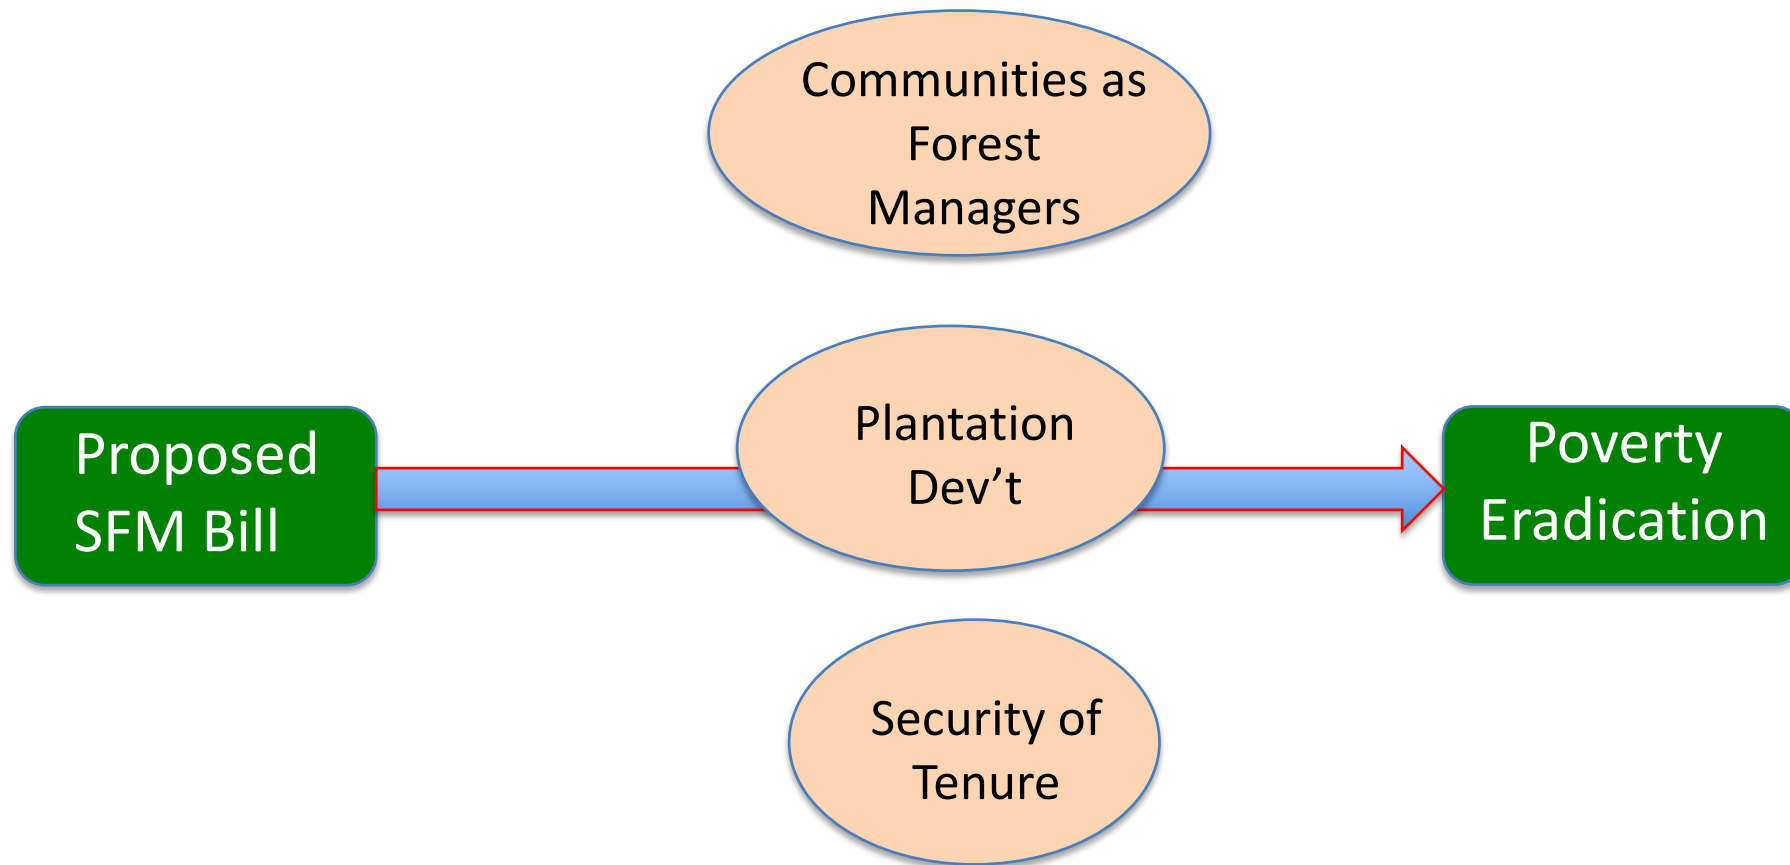 Communities as
Forest
Managers
Proposed
SFM Bill
Plantation
Dev’t
Poverty
Eradication
Security of
Tenure